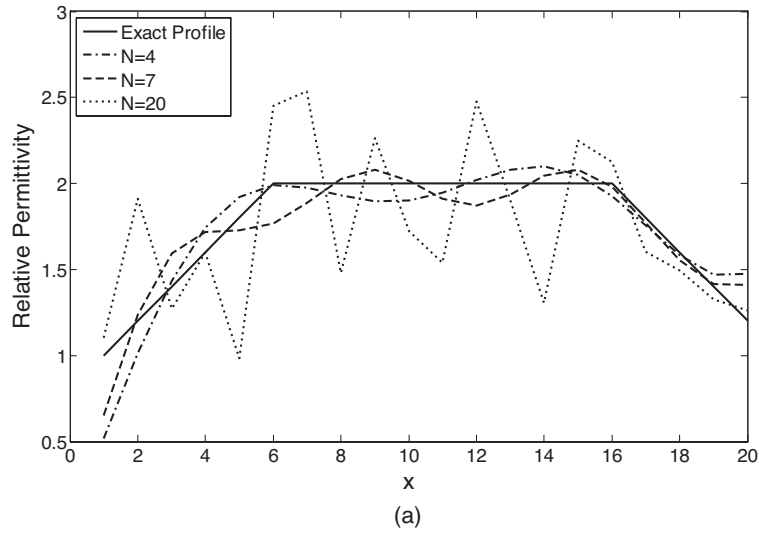 3
2.5
2
1.5
1
0.5
Relative Permittivity
Exact Profile
N=4
N=7
N=20
0 2 4 6 8 10 12 14 16 18 20
x
(a)